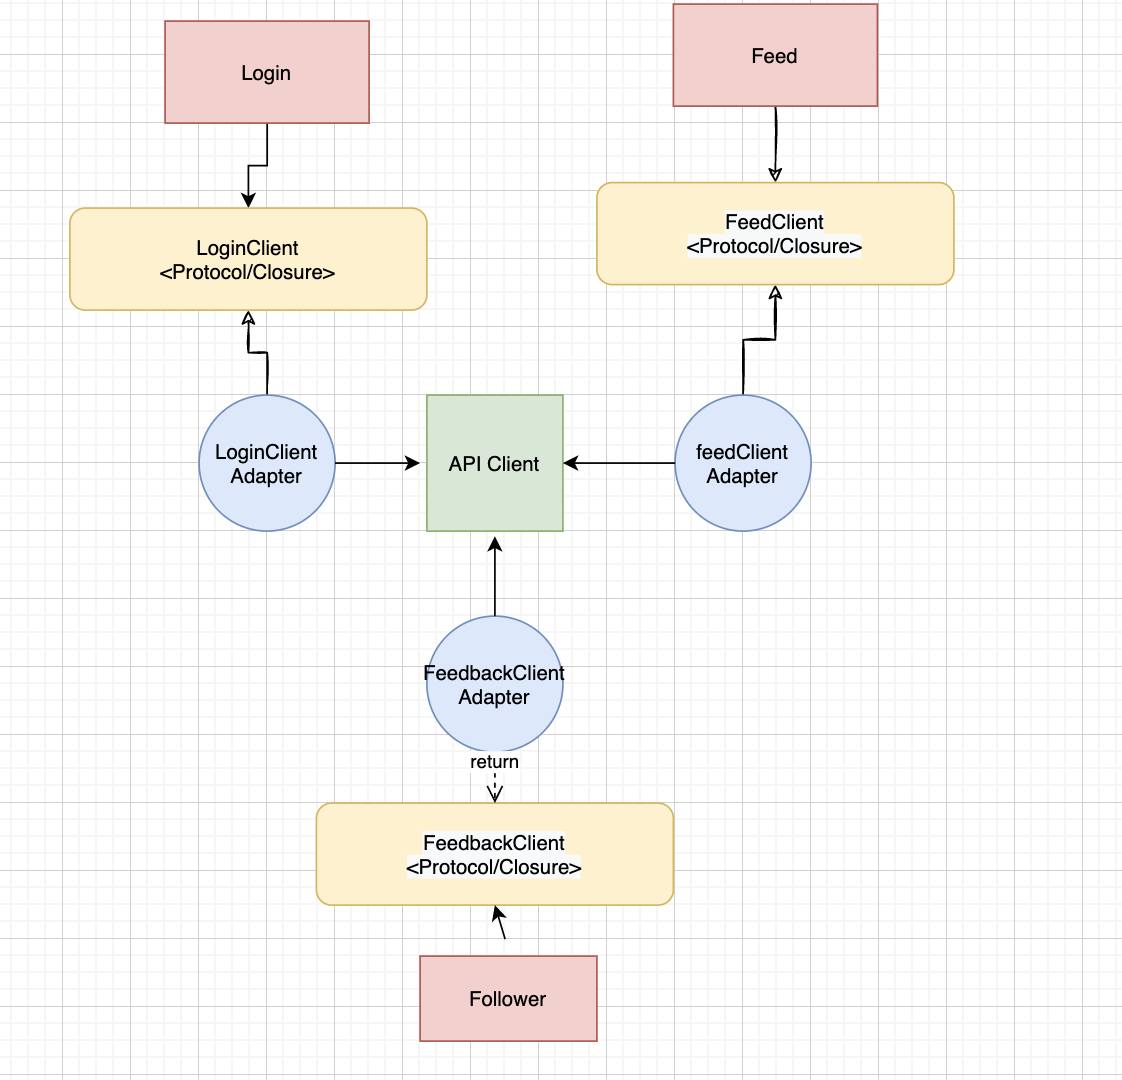 Login
Feed
LoginClient
<Protocol/Closure>
FeedClient
<Protocol/Closure>
LoginClient
Adapter
API Client
feedClient
Adapter
FeedbackClient
Adapter
return
FeedbackClient
<Protocol/Closure>
Follower